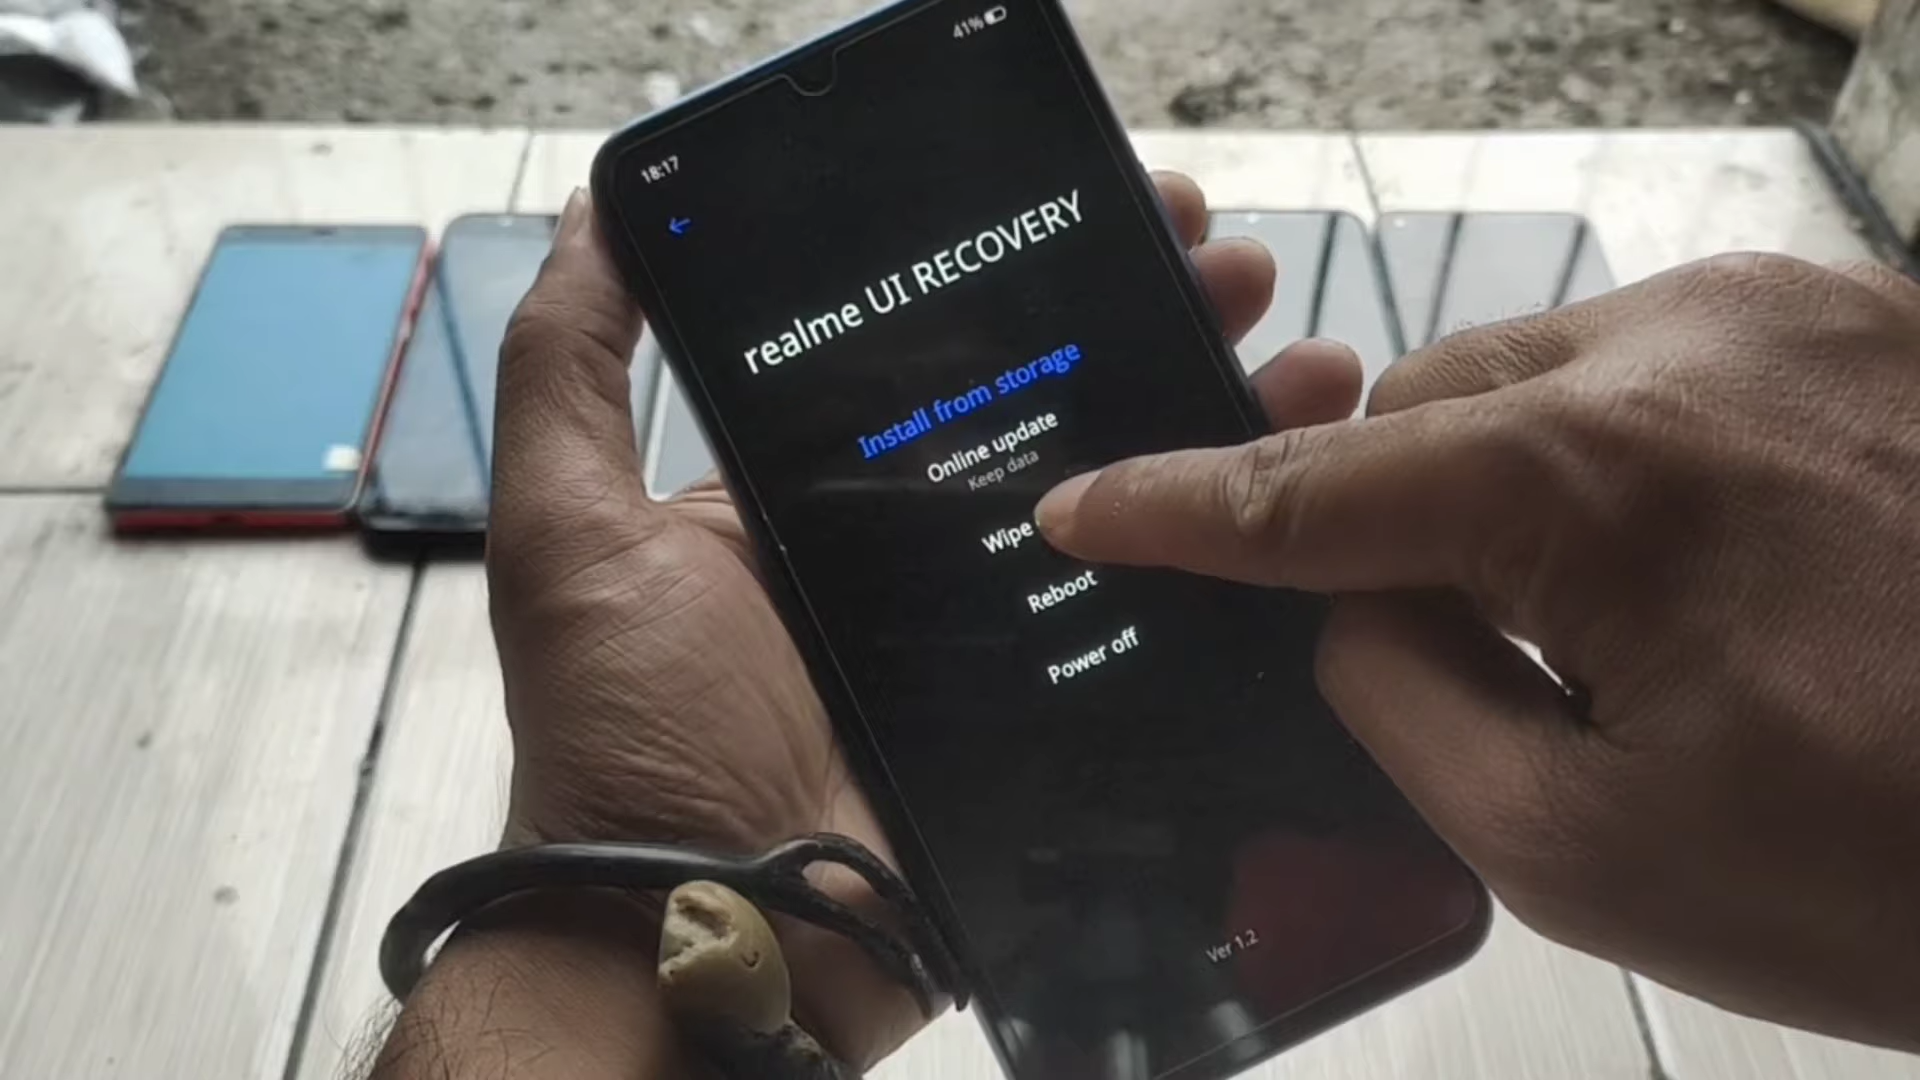 41%
18:17
realme UI RECOVERY
Install from storage
Online update
Keep data
Wipe
Reboot
Power off
Ver 1.2